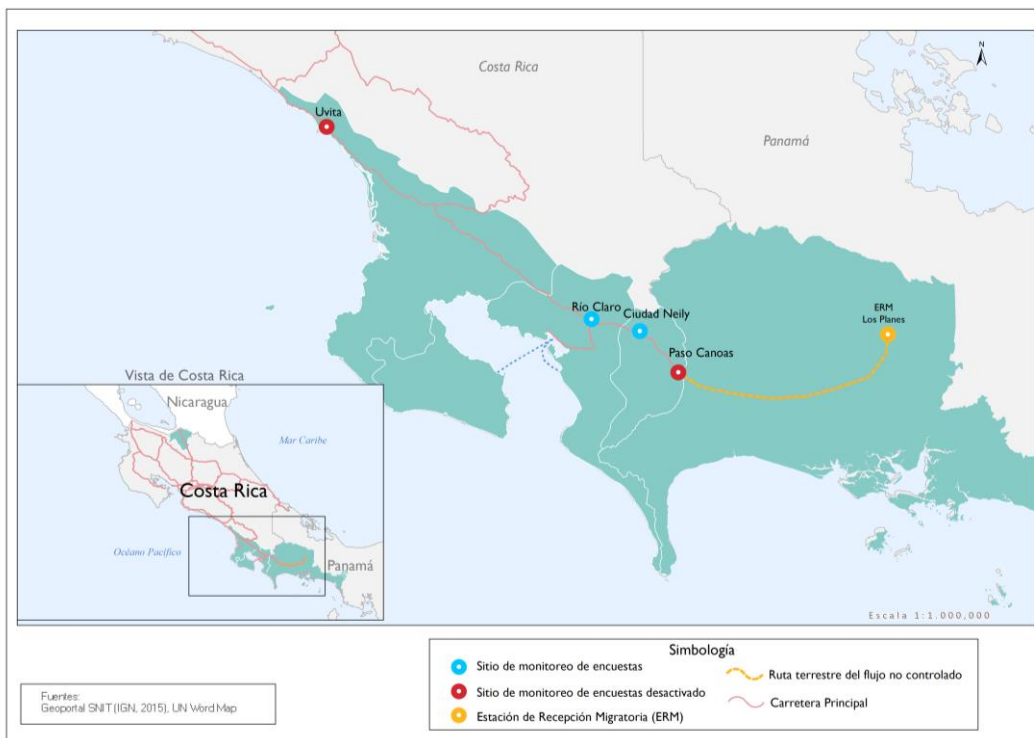 Costa Rica
N
Uvita
Panamá
Río Claro
Ciudad Neily
ERM
Los Planes
Paso Canoas
Vista de Costa Rica
Nicaragua
Mar Caribe
Costa Rica
Océano Pacífico
Panamá
Escala 1:1,000,000
Simbología
Sitio de monitoreo de encuestas
Sitio de monitoreo de encuestas desactivado
Estación de Recepción Migratoria (ERM)
Ruta terrestre del flujo no controlado
Carretera Principal
Fuentes:
Geoportal SNIT (IGN, 2015), UN Word Map